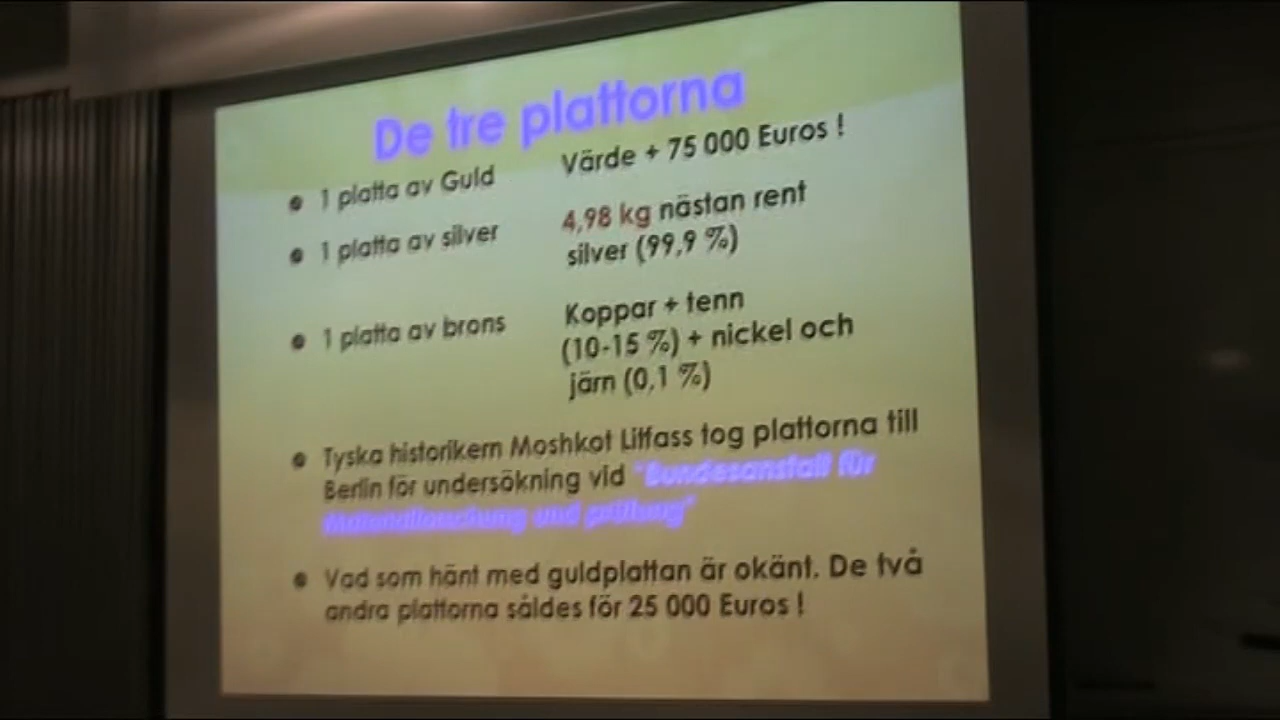 De tre plattorna
1 platta av Guld Värde + 75 000 Euros !
1 platta av silver 4,98 kg nästan rent
silver (99,9 %)
1 platta av brons Koppar + tenn
(10-15 %) + nickel och
järn (0,1 %)
Tyska historikern Moshkot Litfass tog plattorna till
Berlin för undersökning vid "Bundesanstalt für
Materialforschung und prüfung"
Vad som hänt med guldplattan är okänt. De två
andra plattorna såldes för 25 000 Euros !